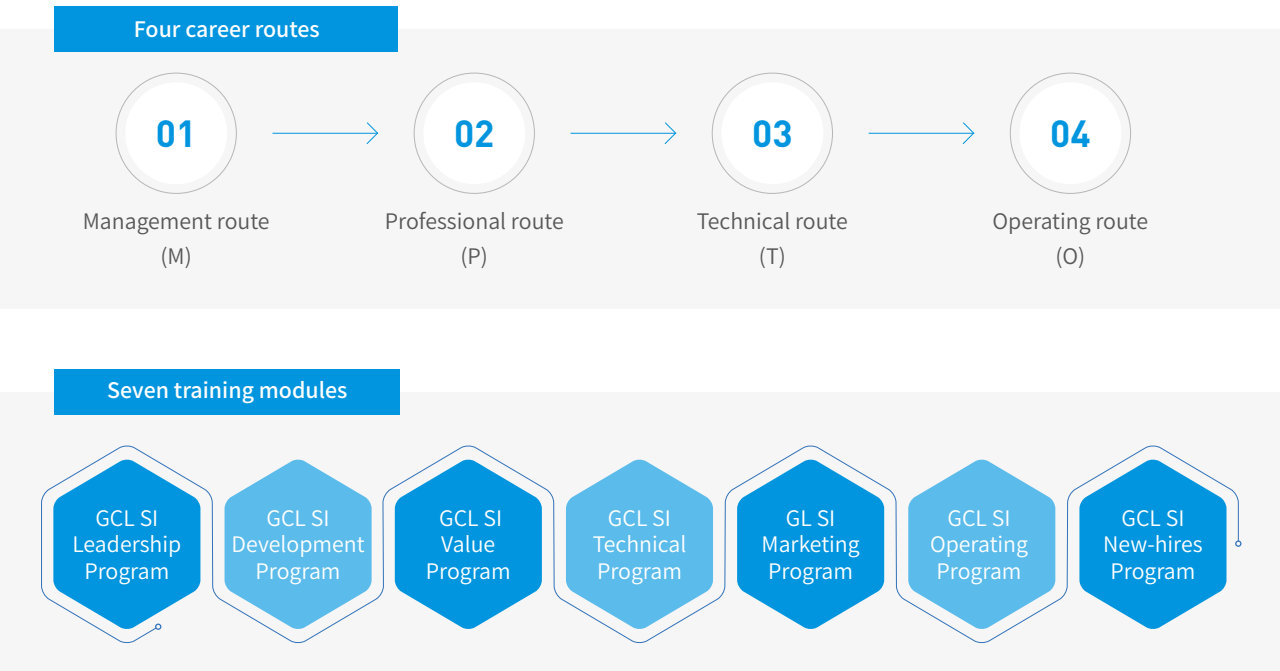 Four career routes
01
02
03
04
Management route
(M)
Professional route
(P)
Technical route
(T)
Operating route
(O)
Seven training modules
GCL SI
Leadership
Program
GCL SI
Development
Program
GCL SI
Value
Program
GCL SI
Technical
Program
GL SI
Marketing
Program
GCL SI
Operating
Program
GCL SI
New-hires
Program